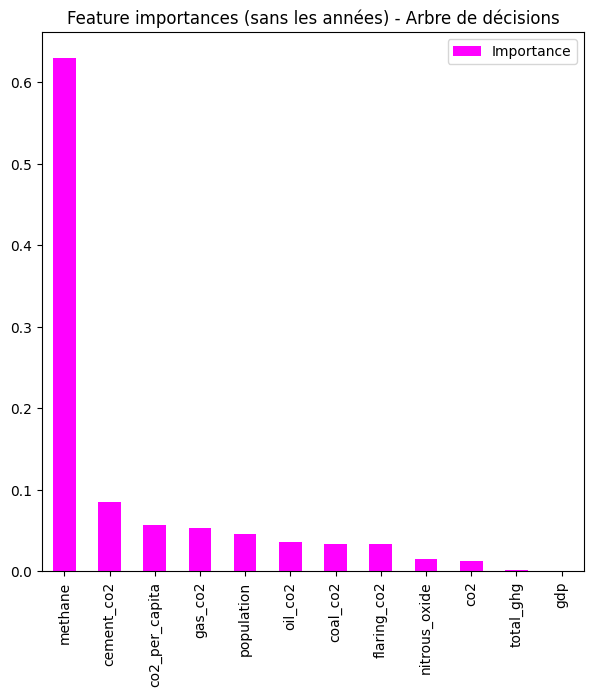 Feature importances (sans les années) - Arbre de décisions
Importance
0.6
0.5
0.4
0.3
0.2
0.1
0.0
methane
cement_co2
co2_per_capita
gas_co2
population
oil_co2
coal_co2
flaring_co2
nitrous_oxide
co2
total_ghg
gdp